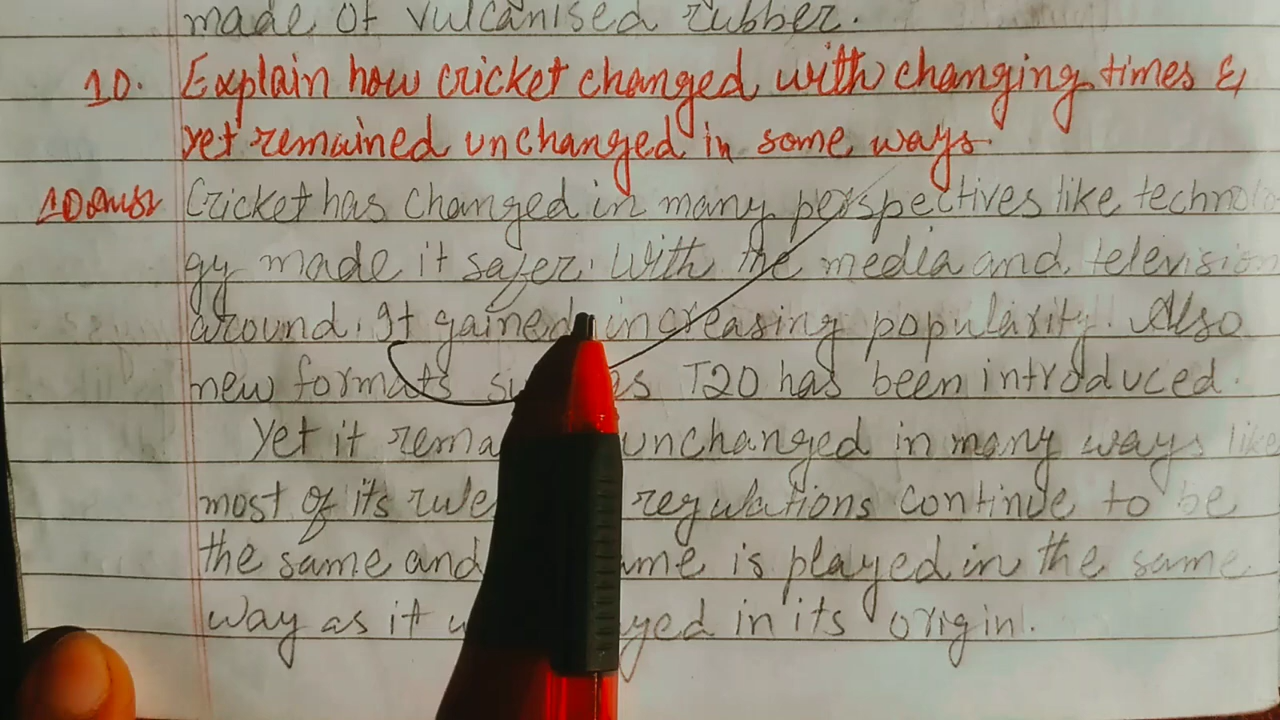 made of vulcanised rubber.
10. Explain how cricket changed with changing times &
yet remained unchanged in some ways.
10 ans Cricket has changed in many perspectives like technolo
gy made it safer. With the media and television
around. It gained increasing popularity. Also
new formats T20 has been introduced.
Yet it unchanged in many ways like
most of its regulations continue to be
the same and is played in the same
way as it in its origin.